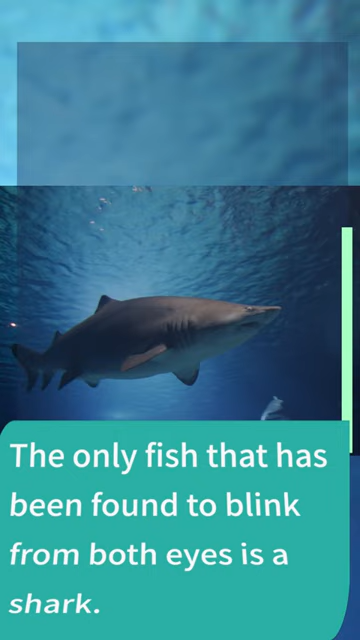 The only fish that has
been found to blink
from both eyes is a
shark.